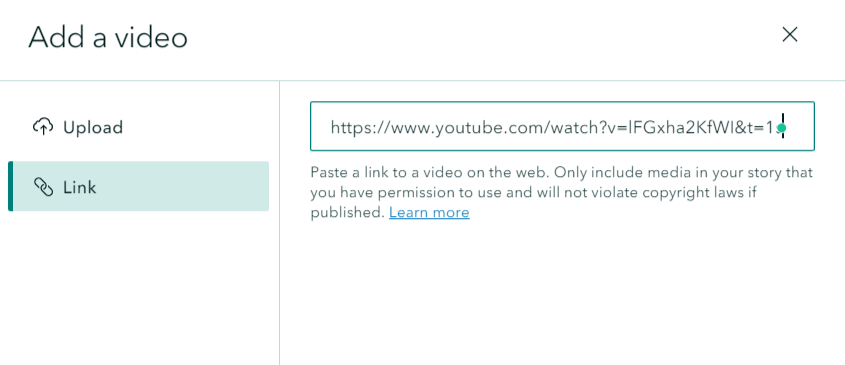 Add a video
Upload
Link
https://www.youtube.com/watch?v=lFGxha2KfWI&t=1s
Paste a link to a video on the web. Only include media in your story that
you have permission to use and will not violate copyright laws if
published. Learn more